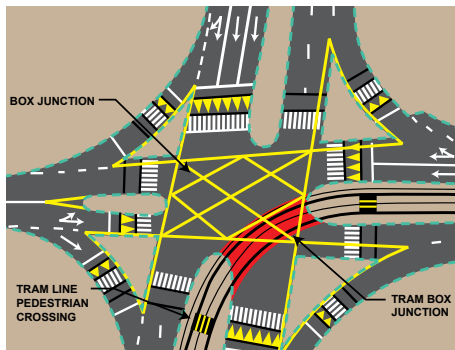 BOX JUNCTION
TRAM LINE
PEDESTRIAN
CROSSING
TRAM BOX
JUNCTION